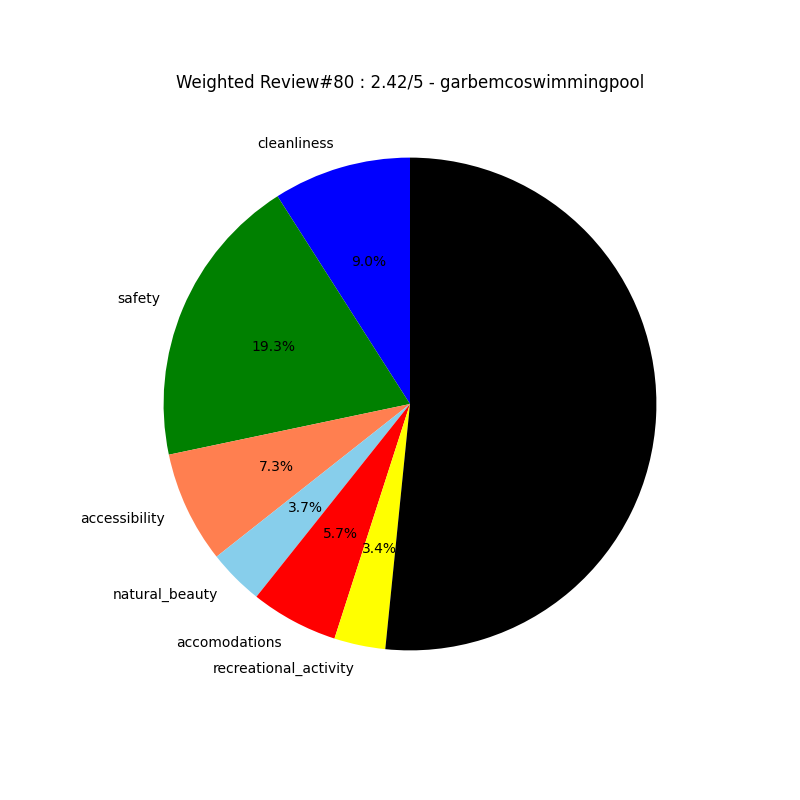 Weighted Review#80 : 2.42/5 - garbemcoswimmingpool
cleanliness
9.0%
safety
19.3%
accessibility
7.3%
natural_beauty
3.7%
accomodations
5.7%
recreational_activity
3.4%